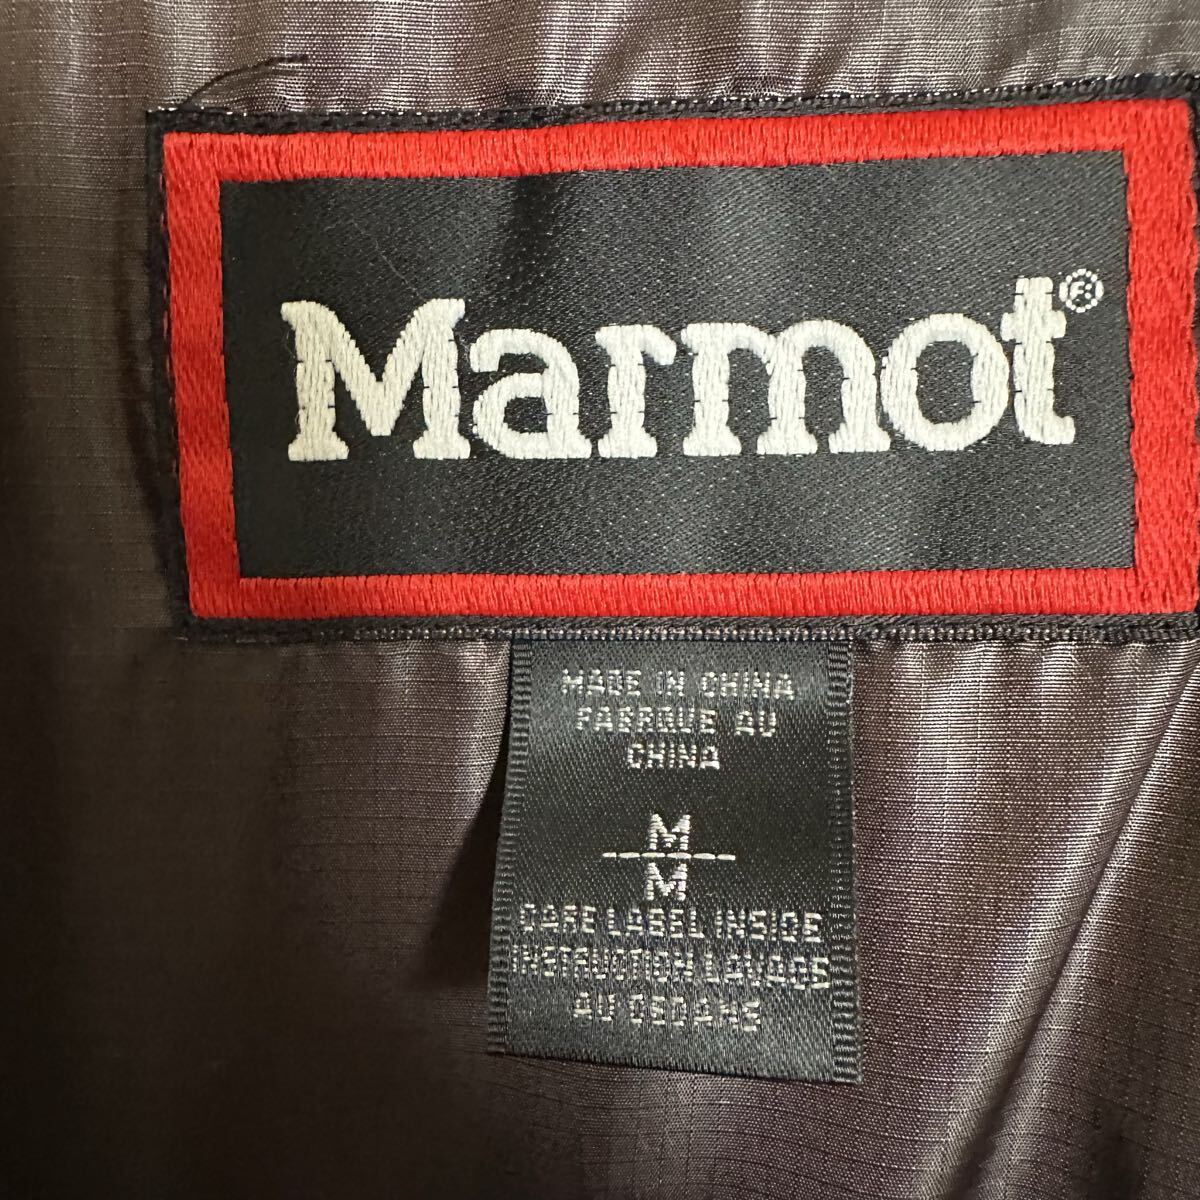 Marmot®
MADE IN CHINA
FABRQUE AU
CHINA
M
M
CARE LABEL INSIDE
INSTRUCTION LAVAGE
AU DEDANS